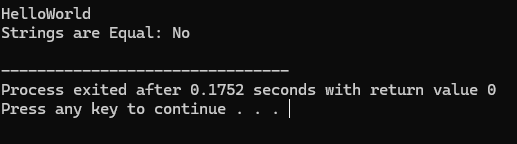 HelloWorld
Strings are Equal: No
--------------------------------
Process exited after 0.1752 seconds with return value 0
Press any key to continue . . .